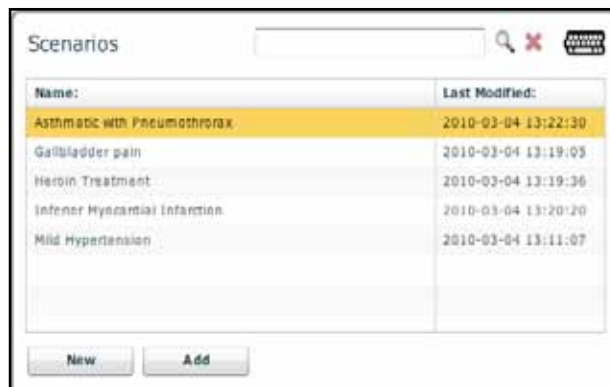 Scenarios
Name: Last Modified:
Asthmatic with Pneumothrorax 2010-03-04 13:22:30
Gallbladder pain 2010-03-04 13:19:05
Heroin Treatment 2010-03-04 13:19:36
Inferior Myocardial Infarction 2010-03-04 13:20:20
Mild Hypertension 2010-03-04 13:11:07
New Add